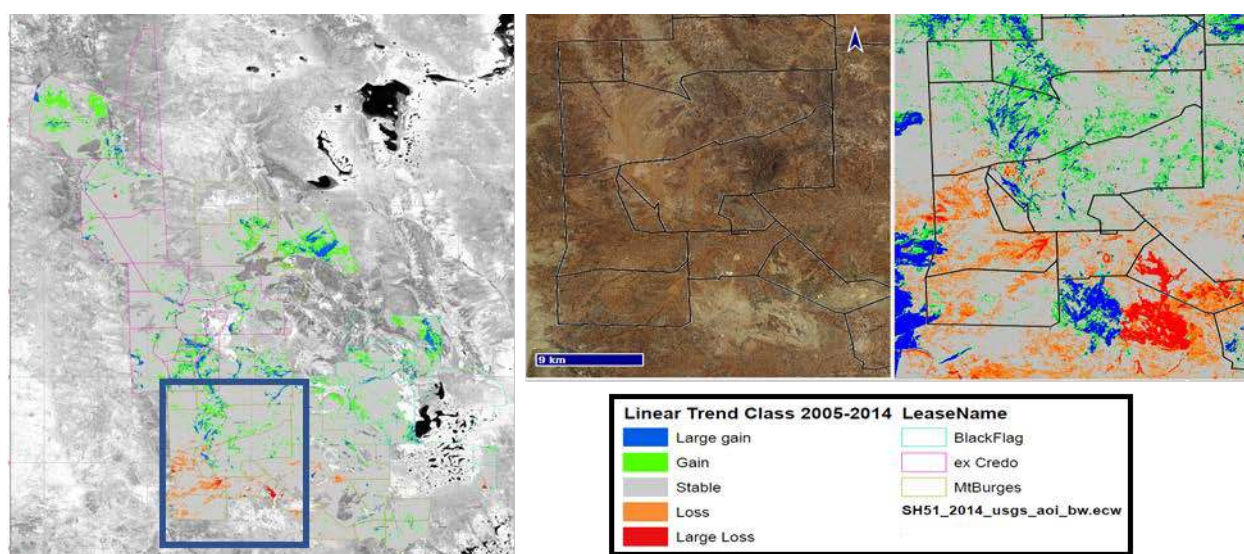 9 km
Linear Trend Class 2005-2014 LeaseName
Large gain
BlackFlag
Gain
ex Credo
Stable
MtBurges
Loss
SH51_2014_usgs_aoi_bw.ecw
Large Loss